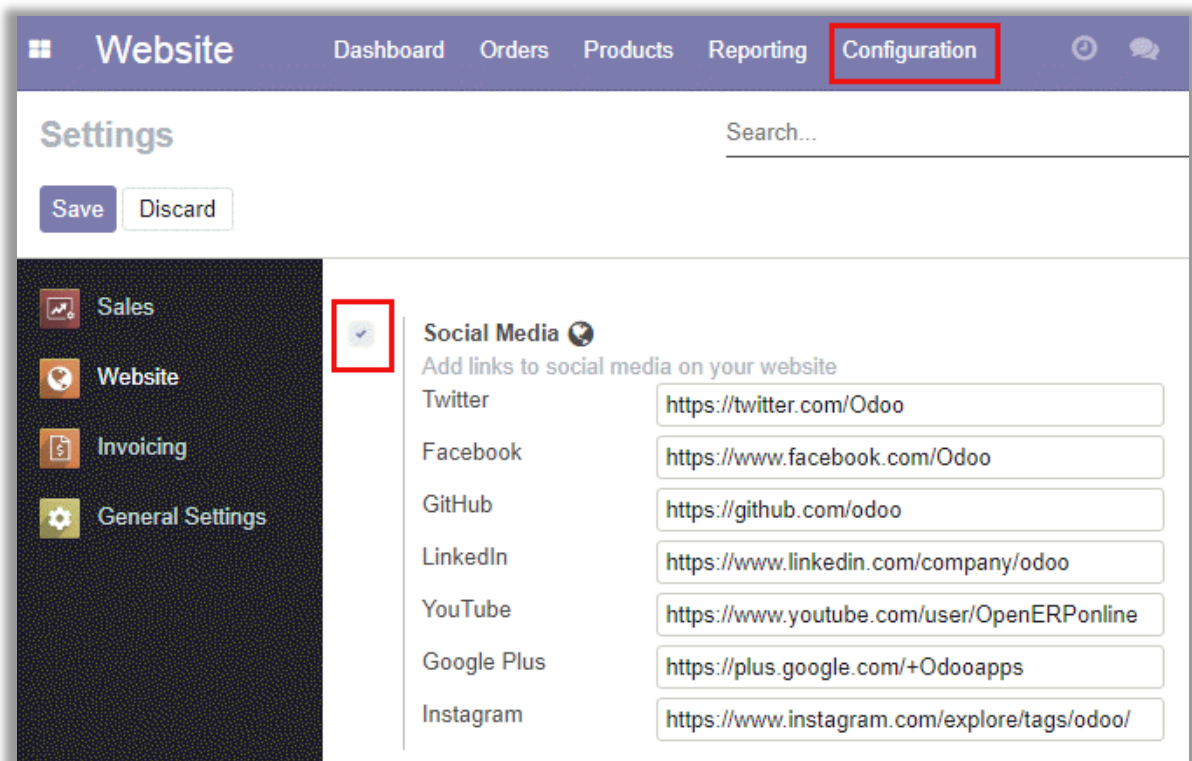 Website Dashboard Orders Products Reporting Configuration
Settings Search...
Save Discard
Sales
Website
Invoicing
General Settings
Social Media
Add links to social media on your website
Twitter https://twitter.com/Odoo
Facebook https://www.facebook.com/Odoo
GitHub https://github.com/odoo
LinkedIn https://www.linkedin.com/company/odoo
YouTube https://www.youtube.com/user/OpenERPonline
Google Plus https://plus.google.com/+Odooapps
Instagram https://www.instagram.com/explore/tags/odoo/